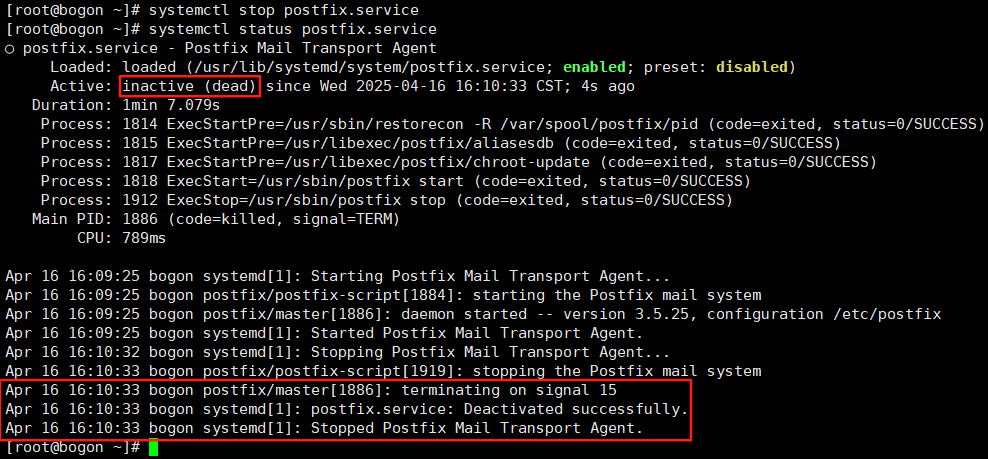 [root@bogon ~]# systemctl stop postfix.service
[root@bogon ~]# systemctl status postfix.service
○ postfix.service - Postfix Mail Transport Agent
     Loaded: loaded (/usr/lib/systemd/system/postfix.service; enabled; preset: disabled)
     Active: inactive (dead) since Wed 2025-04-16 16:10:33 CST; 4s ago
   Duration: 1min 7.079s
    Process: 1814 ExecStartPre=/usr/sbin/restorecon -R /var/spool/postfix/pid (code=exited, status=0/SUCCESS)
    Process: 1815 ExecStartPre=/usr/libexec/postfix/aliasesdb (code=exited, status=0/SUCCESS)
    Process: 1817 ExecStartPre=/usr/libexec/postfix/chroot-update (code=exited, status=0/SUCCESS)
    Process: 1818 ExecStart=/usr/sbin/postfix start (code=exited, status=0/SUCCESS)
    Process: 1912 ExecStop=/usr/sbin/postfix stop (code=exited, status=0/SUCCESS)
   Main PID: 1886 (code=killed, signal=TERM)
        CPU: 789ms

Apr 16 16:09:25 bogon systemd[1]: Starting Postfix Mail Transport Agent...
Apr 16 16:09:25 bogon postfix/postfix-script[1884]: starting the Postfix mail system
Apr 16 16:09:25 bogon postfix/master[1886]: daemon started -- version 3.5.25, configuration /etc/postfix
Apr 16 16:09:25 bogon systemd[1]: Started Postfix Mail Transport Agent.
Apr 16 16:10:32 bogon systemd[1]: Stopping Postfix Mail Transport Agent...
Apr 16 16:10:33 bogon postfix/postfix-script[1919]: stopping the Postfix mail system
Apr 16 16:10:33 bogon postfix/master[1886]: terminating on signal 15
Apr 16 16:10:33 bogon systemd[1]: postfix.service: Deactivated successfully.
Apr 16 16:10:33 bogon systemd[1]: Stopped Postfix Mail Transport Agent.
[root@bogon ~]#